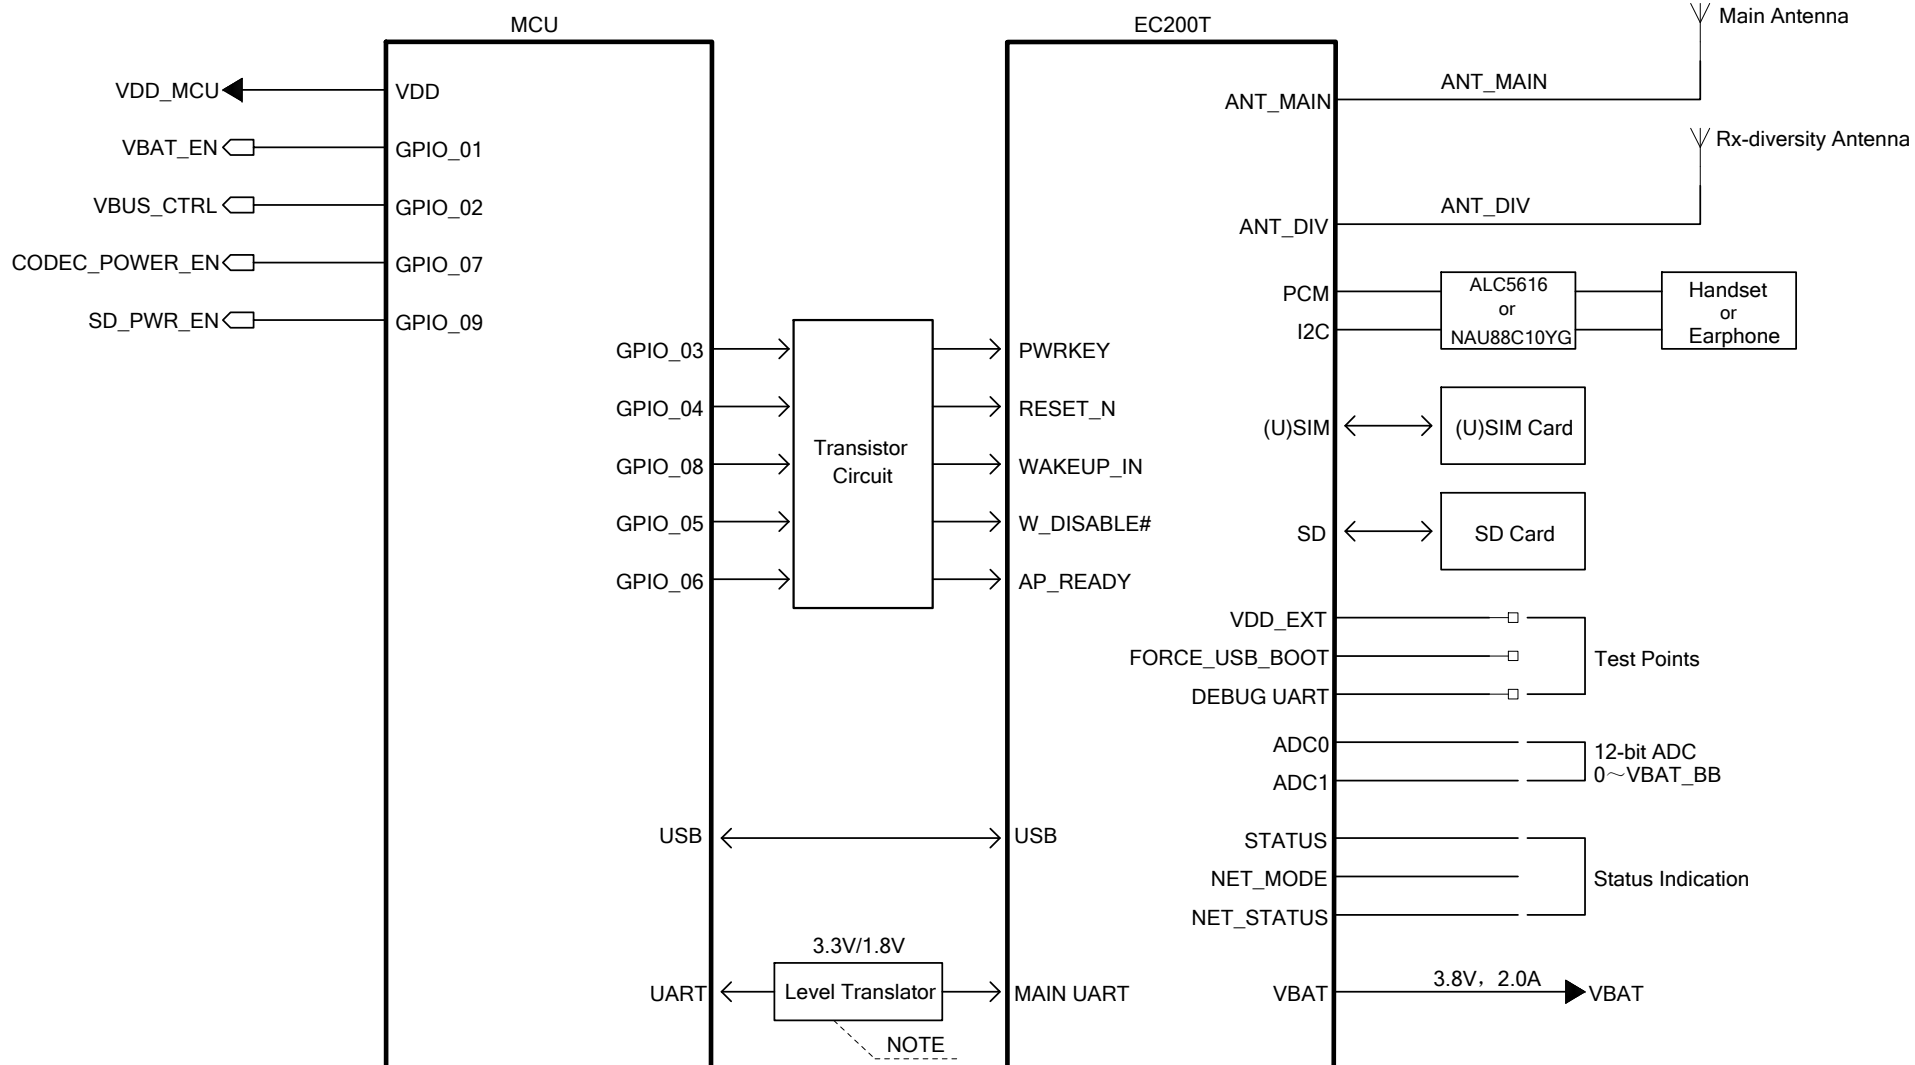 MCU
EC200T
Main Antenna
VDD_MCU
VDD
ANT_MAIN
ANT_MAIN
VBAT_EN
GPIO_01
Rx-diversity Antenna
VBUS_CTRL
GPIO_02
ANT_DIV
ANT_DIV
CODEC_POWER_EN
GPIO_07
SD_PWR_EN
GPIO_09
PCM
I2C
ALC5616
or
NAU88C10YG
Handset
or
Earphone
GPIO_03
PWRKEY
GPIO_04
RESET_N
GPIO_08
WAKEUP_IN
GPIO_05
W_DISABLE#
GPIO_06
AP_READY
Transistor
Circuit
(U)SIM
(U)SIM Card
SD
SD Card
VDD_EXT
FORCE_USB_BOOT
DEBUG UART
Test Points
ADC0
ADC1
12-bit ADC
0~VBAT_BB
USB
USB
STATUS
NET_MODE
NET_STATUS
Status Indication
3.3V/1.8V
UART
Level Translator
MAIN UART
NOTE
VBAT
3.8V, 2.0A
VBAT